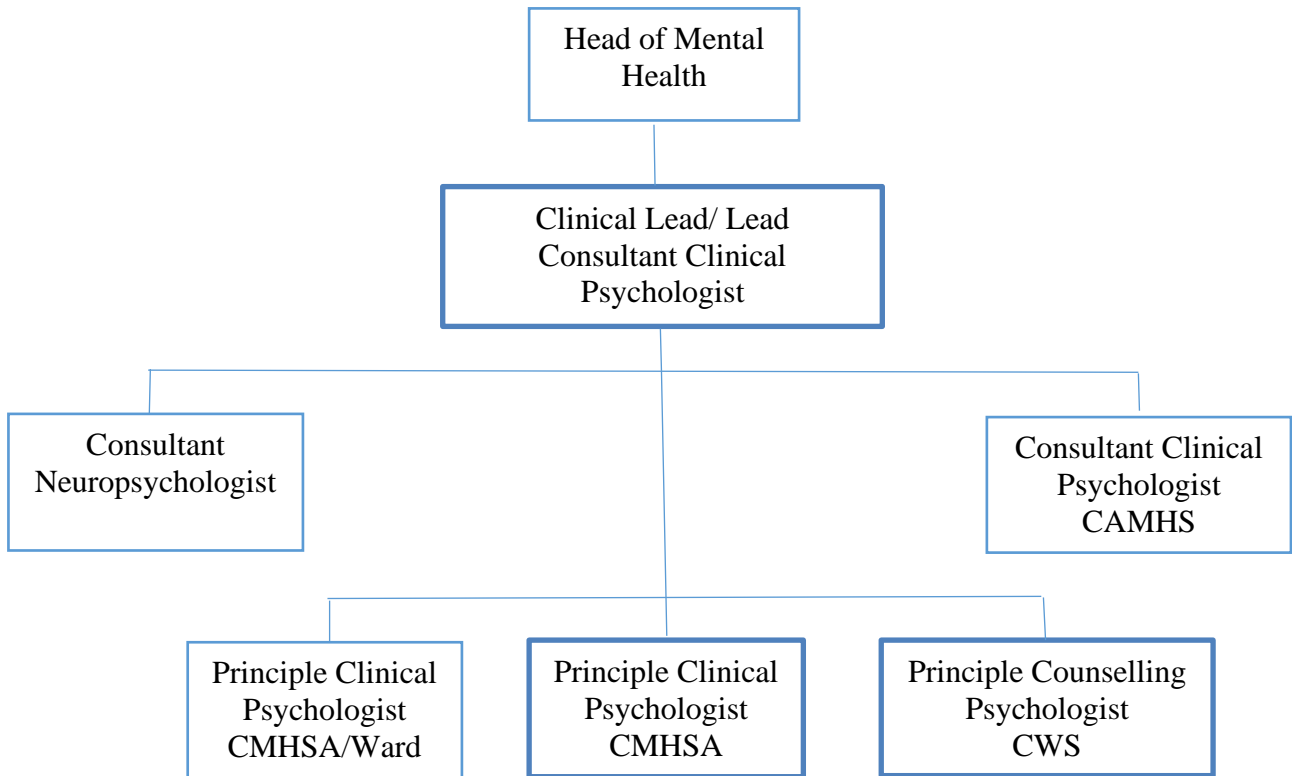 Head of Mental
Health
Clinical Lead/ Lead
Consultant Clinical
Psychologist
Consultant
Neuropsychologist
Consultant Clinical
Psychologist
CAMHS
Principle Clinical
Psychologist
CMHSA/Ward
Principle Clinical
Psychologist
CMHSA
Principle Counselling
Psychologist
CWS